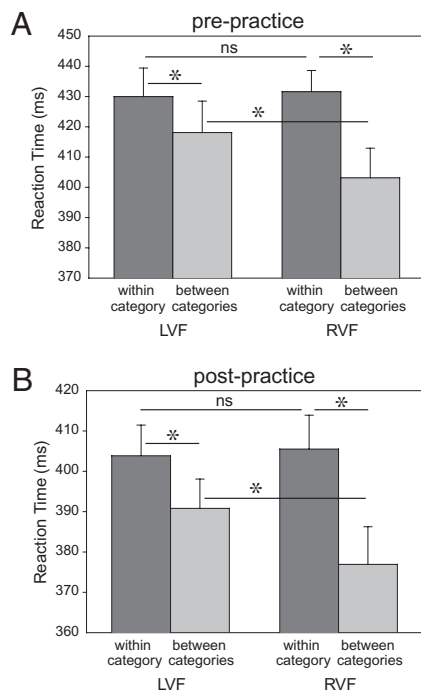 A
pre-practice
450
440
430
420
410
400
390
380
370
Reaction Time (ms)
ns
*
*
*
within category
between categories
within category
between categories
LVF
RVF
B
post-practice
420
410
400
390
380
370
360
Reaction Time (ms)
ns
*
*
*
within category
between categories
within category
between categories
LVF
RVF